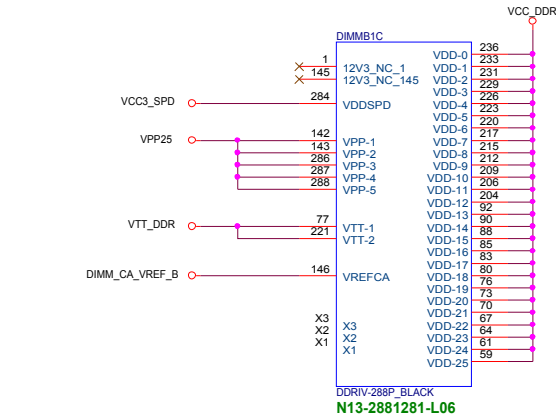 VCC_DDR
DIMMB1C
1 12V3_NC_1
145 12V3_NC_145
VCC3_SPD 284 VDDSPD
VPP25 142 VPP-1
143 VPP-2
286 VPP-3
287 VPP-4
288 VPP-5
VTT_DDR 77 VTT-1
221 VTT-2
DIMM_CA_VREF_B 146 VREFCA
X3 X3
X2 X2
X1 X1
VDD-0 236
VDD-1 233
VDD-2 231
VDD-3 229
VDD-4 226
VDD-5 223
VDD-6 220
VDD-7 217
VDD-8 215
VDD-9 212
VDD-10 209
VDD-11 206
VDD-12 204
VDD-13 92
VDD-14 90
VDD-15 88
VDD-16 85
VDD-17 83
VDD-18 80
VDD-19 76
VDD-20 73
VDD-21 70
VDD-22 67
VDD-23 64
VDD-24 61
VDD-25 59
DDRIV-288P_BLACK
N13-2881281-L06